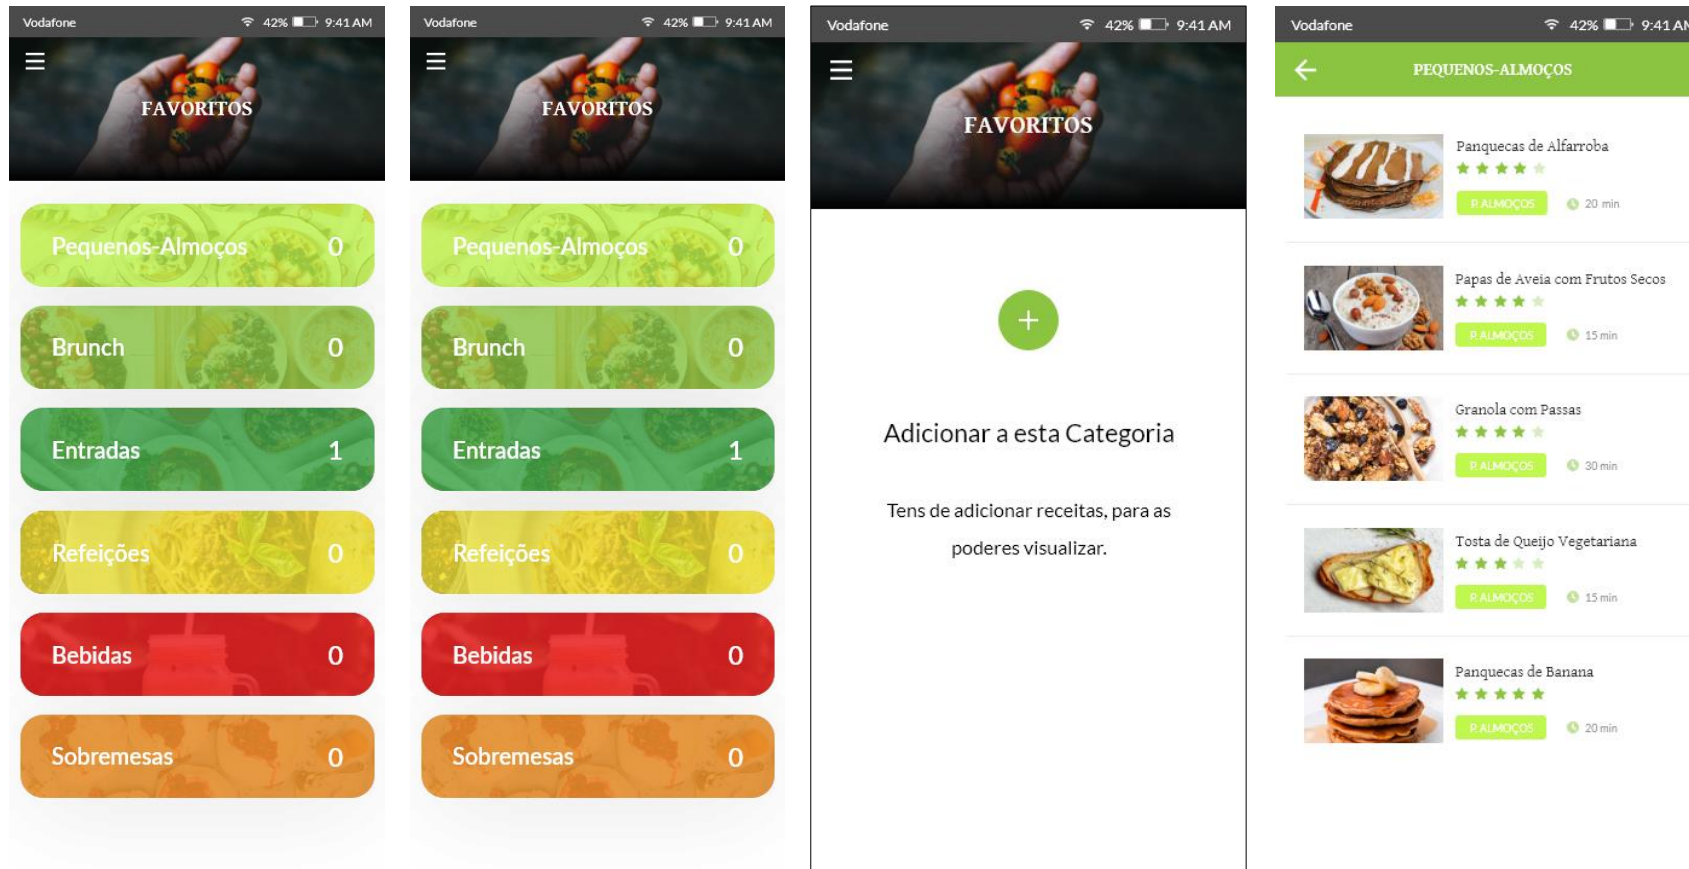 Vodafone 42% 9:41 AM
FAVORITOS
Pequenos-Almoços 0
Brunch 0
Entradas 1
Refeições 0
Bebidas 0
Sobremesas 0
Vodafone 42% 9:41 AM
FAVORITOS
Pequenos-Almoços 0
Brunch 0
Entradas 1
Refeições 0
Bebidas 0
Sobremesas 0
Vodafone 42% 9:41 AM
FAVORITOS
+
Adicionar a esta Categoria
Tens de adicionar receitas, para as
poderes visualizar.
Vodafone 42% 9:41 AM
PEQUENOS-ALMOÇOS
Panquecas de Alfarroba
P. ALMOÇOS 20 min
Papas de Aveia com Frutos Secos
P. ALMOÇOS 15 min
Granola com Passas
P. ALMOÇOS 30 min
Tosta de Queijo Vegetariana
P. ALMOÇOS 15 min
Panquecas de Banana
P. ALMOÇOS 20 min